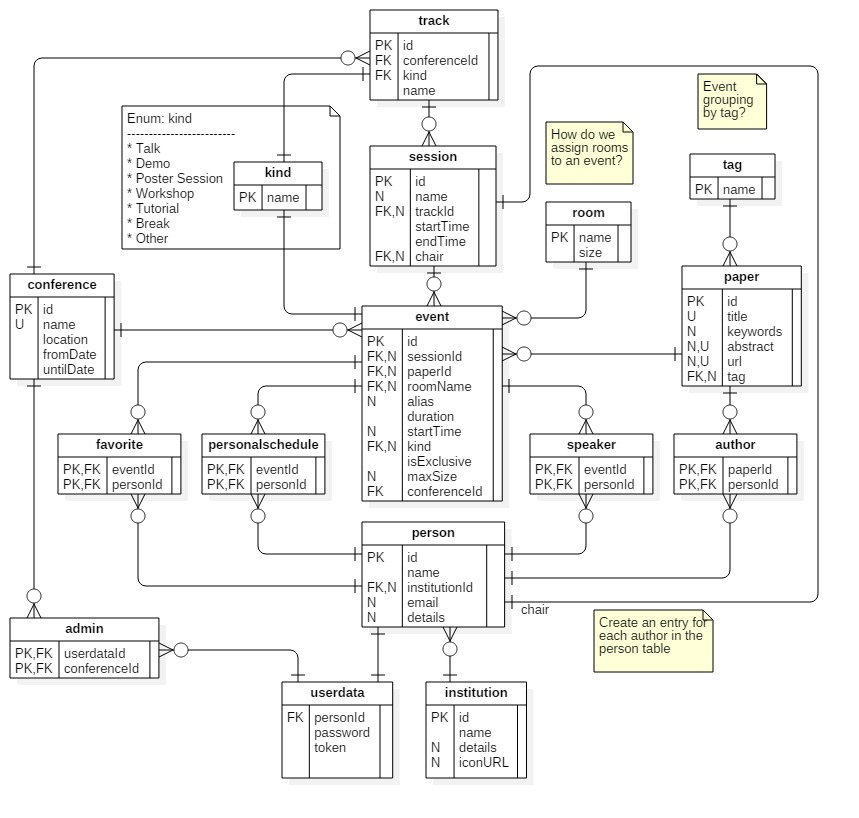 track
PK id
FK conferenceId
FK kind
name
Event
grouping
by tag?
Enum: kind
-------------------------
* Talk
* Demo
* Poster Session
* Workshop
* Tutorial
* Break
* Other
kind
PK name
How do we
assign rooms
to an event?
session
PK id
N name
FK,N trackId
startTime
endTime
FK,N chair
tag
PK name
room
PK name
size
conference
PK id
U name
location
fromDate
untilDate
paper
PK id
U title
N keywords
N,U abstract
N,U url
FK,N tag
event
PK id
FK,N sessionId
FK,N paperId
FK,N roomName
N alias
duration
N startTime
FK,N kind
isExclusive
N maxSize
FK conferenceId
favorite
PK,FK eventId
PK,FK personId
personalschedule
PK,FK eventId
PK,FK personId
speaker
PK,FK eventId
PK,FK personId
author
PK,FK paperId
PK,FK personId
person
PK id
name
FK,N institutionId
N email
N details
chair
Create an entry for
each author in the
person table
admin
PK,FK userdataId
PK,FK conferenceId
userdata
FK personId
password
token
institution
PK id
name
N details
N iconURL